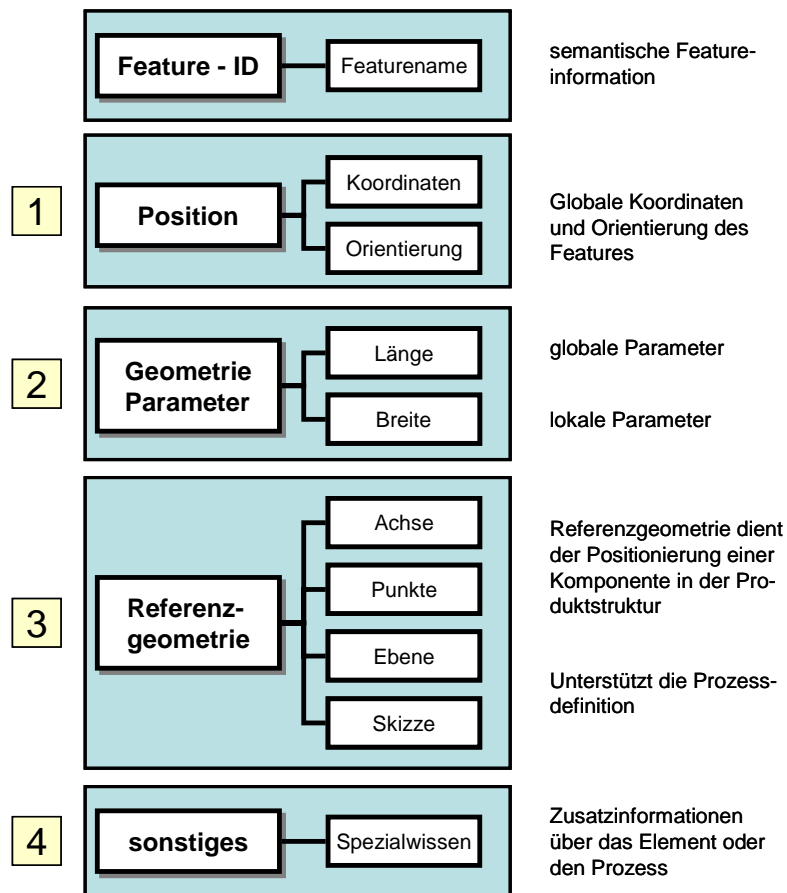 Feature - ID
Featurename
semantische Feature-
information
1
Position
Koordinaten
Orientierung
Globale Koordinaten
und Orientierung des
Features
2
Geometrie
Parameter
Länge
Breite
globale Parameter
lokale Parameter
3
Referenz-
geometrie
Achse
Punkte
Ebene
Skizze
Referenzgeometrie dient
der Positionierung einer
Komponente in der Pro-
duktstruktur
Unterstützt die Prozess-
definition
4
sonstiges
Spezialwissen
Zusatzinformationen
über das Element oder
den Prozess